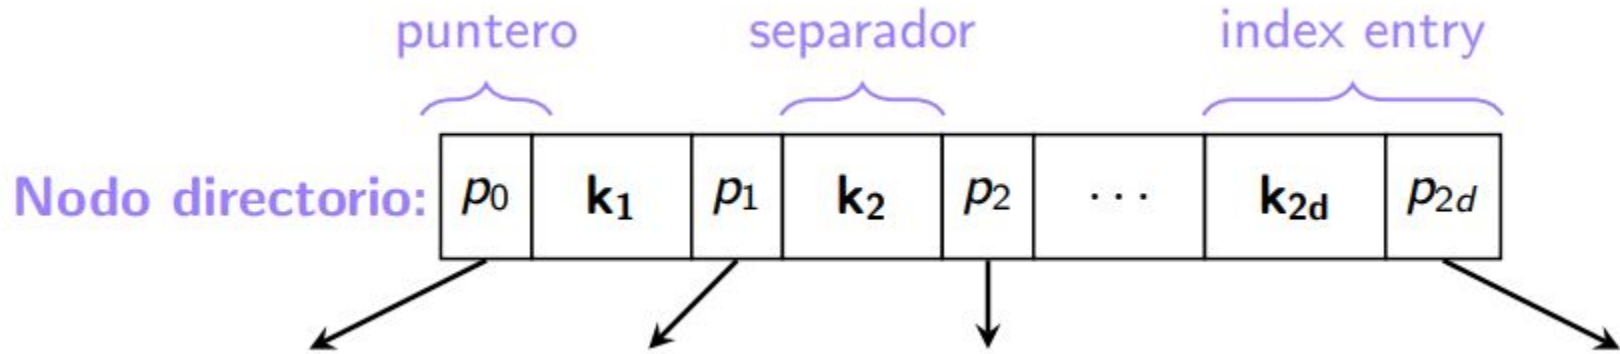 puntero separador index entry
Nodo directorio: p₀ k₁ p₁ k₂ p₂ ··· k₂d p₂d